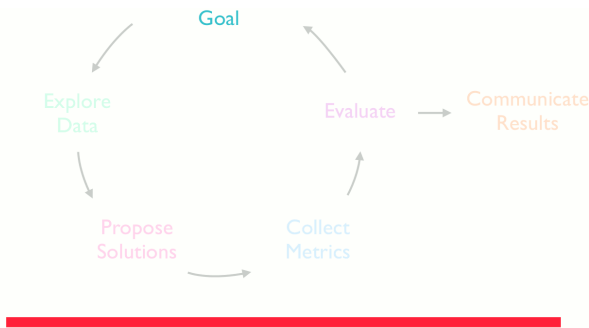 Goal
Explore
Data
Evaluate
Communicate
Results
Propose
Solutions
Collect
Metrics